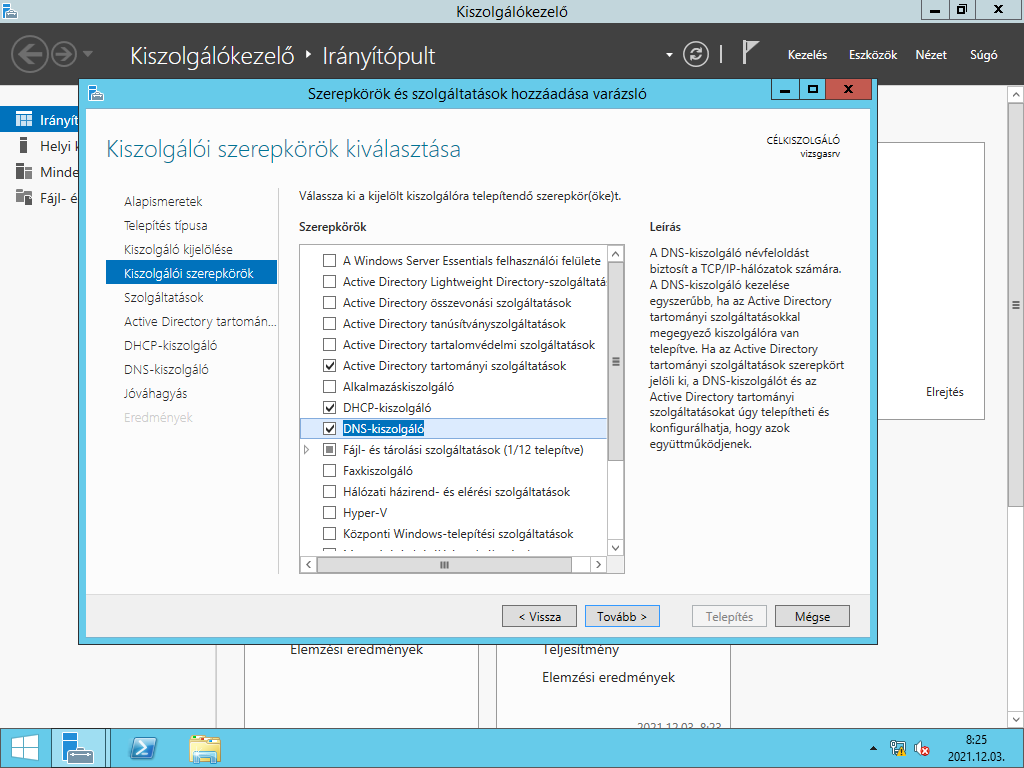 Kiszolgálókezelő
Kiszolgálókezelő ‣ Irányítópult
Kezelés Eszközök Nézet Súgó
Szerepkörök és szolgáltatások hozzáadása varázsló
Irányít
Helyi k
Minde
Fájl- é
Kiszolgálói szerepkörök kiválasztása
CÉLKISZOLGÁLÓ
vizsgasrv
Alapismeretek
Telepítés típusa
Kiszolgáló kijelölése
Kiszolgálói szerepkörök
Szolgáltatások
Active Directory tartomán...
DHCP-kiszolgáló
DNS-kiszolgáló
Jóváhagyás
Eredmények
Válassza ki a kijelölt kiszolgálóra telepítendő szerepkör(öke)t.
Szerepkörök
A Windows Server Essentials felhasználói felülete
Active Directory Lightweight Directory-szolgáltatás
Active Directory összevonási szolgáltatások
Active Directory tanúsítványszolgáltatások
Active Directory tartalomvédelmi szolgáltatások
Active Directory tartományi szolgáltatások
Alkalmazáskiszolgáló
DHCP-kiszolgáló
DNS-kiszolgáló
Fájl- és tárolási szolgáltatások (1/12 telepítve)
Faxkiszolgáló
Hálózati házirend- és elérési szolgáltatások
Hyper-V
Központi Windows-telepítési szolgáltatások
Leírás
A DNS-kiszolgáló névfeloldást
biztosít a TCP/IP-hálózatok számára.
A DNS-kiszolgáló kezelése
egyszerűbb, ha az Active Directory
tartományi szolgáltatásokkal
megegyező kiszolgálóra van
telepítve. Ha az Active Directory
tartományi szolgáltatások szerepkört
jelöli ki, a DNS-kiszolgálót és az
Active Directory tartományi
szolgáltatásokat úgy telepítheti és
konfigurálhatja, hogy azok
együttműködjenek.
Elrejtés
< Vissza
Tovább >
Telepítés
Mégse
Elemzési eredmények
Teljesítmény
Elemzési eredmények
2021.12.03. 8:23
8:25
2021.12.03.